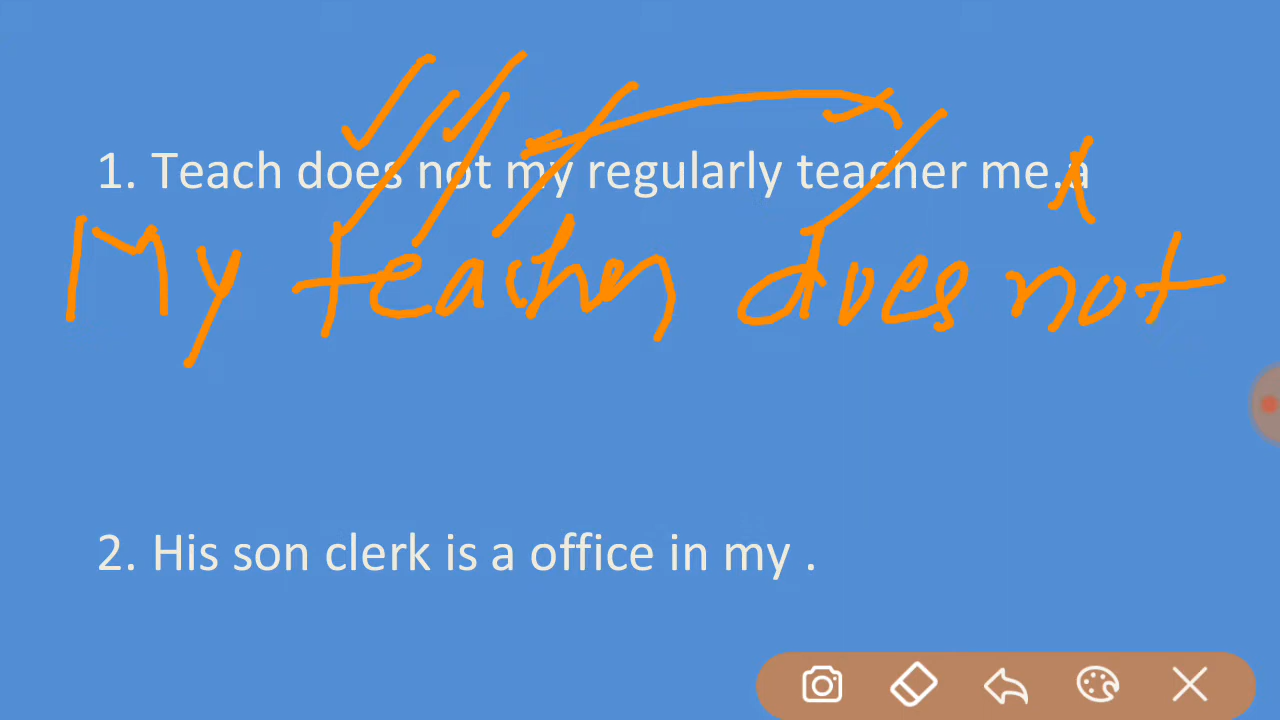 1. Teach does not my regularly teacher me.a
My teacher does not
2. His son clerk is a office in my .